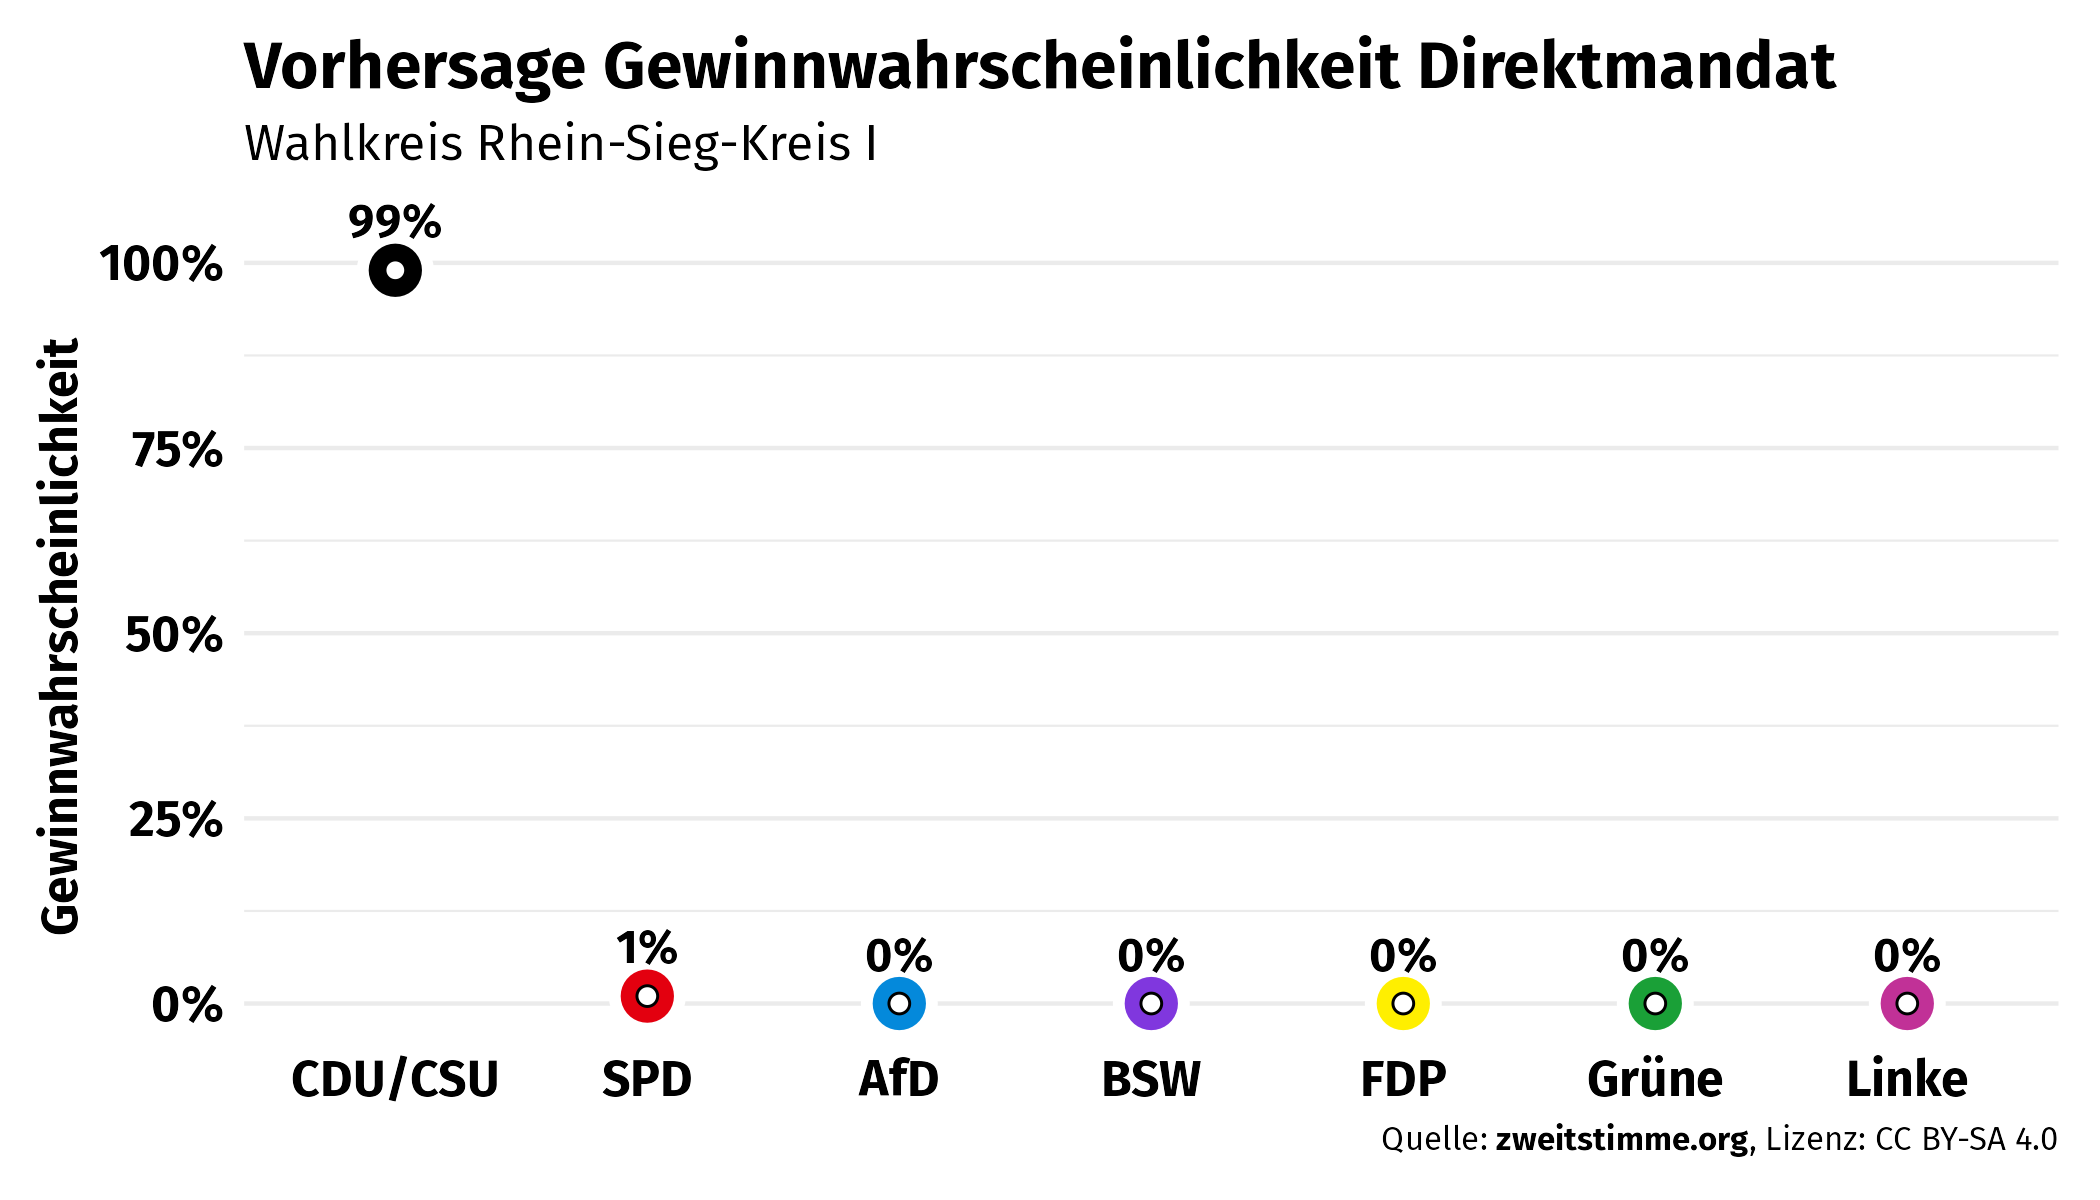 Vorhersage Gewinnwahrscheinlichkeit Direktmandat
Wahlkreis Rhein-Sieg-Kreis I
Gewinnwahrscheinlichkeit
100%
75%
50%
25%
0%
99%
1%
0%
0%
0%
0%
0%
CDU/CSU
SPD
AfD
BSW
FDP
Grüne
Linke
Quelle: zweitstimme.org, Lizenz: CC BY-SA 4.0